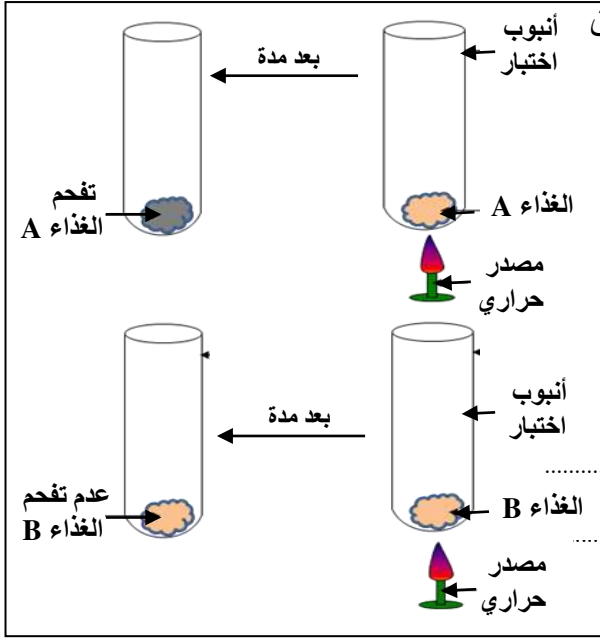 أنبوب
اختبار
بعد مدة
تفحم
الغذاء A
الغذاء A
مصدر
حراري
أنبوب
اختبار
بعد مدة
عدم تفحم
الغذاء B
الغذاء B
مصدر
حراري